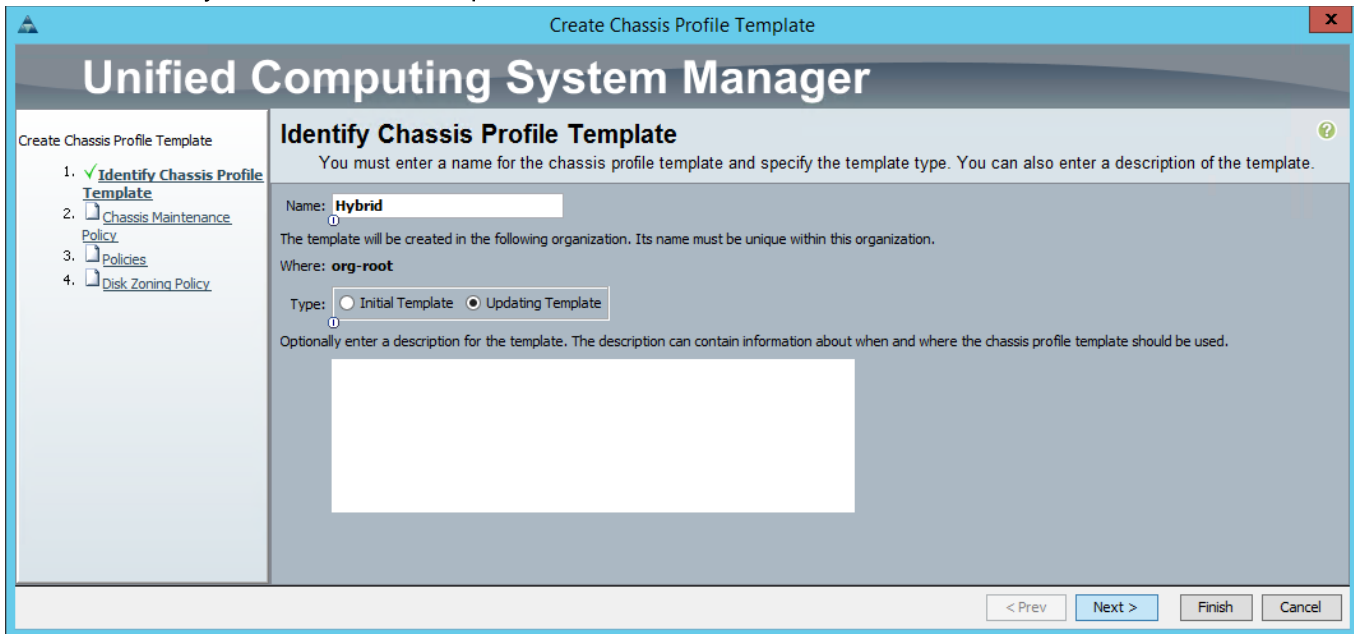 Create Chassis Profile Template
X
Unified Computing System Manager
Create Chassis Profile Template
1. Identify Chassis Profile
Template
2. Chassis Maintenance
Policy
3. Policies
4. Disk Zoning Policy
Identify Chassis Profile Template
?
You must enter a name for the chassis profile template and specify the template type. You can also enter a description of the template.
Name: Hybrid
The template will be created in the following organization. Its name must be unique within this organization.
Where: org-root
Type: Initial Template Updating Template
Optionally enter a description for the template. The description can contain information about when and where the chassis profile template should be used.
< Prev Next > Finish Cancel